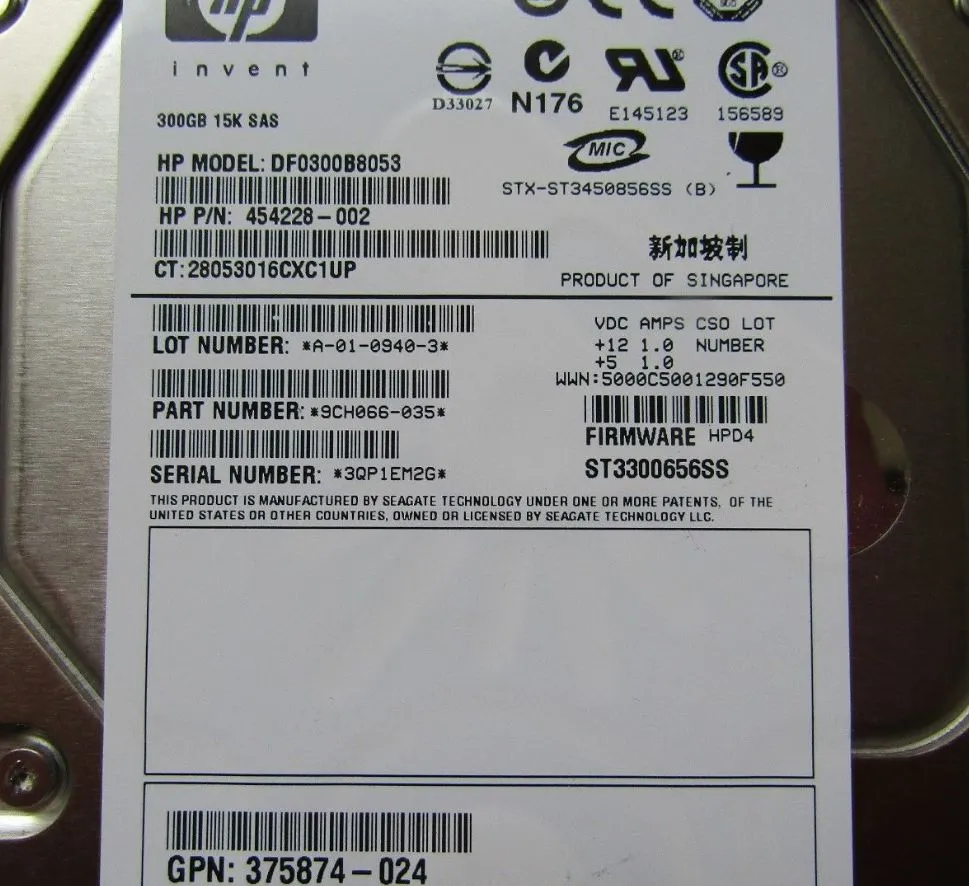 hp
invent
D33027
N176
E145123
156589
300GB 15K SAS
MIC
HP MODEL: DF0300B8053
STX-ST3450856SS (B)
HP P/N: 454228-002
新加坡制
CT:28053016CXC1UP
PRODUCT OF SINGAPORE
VDC AMPS CSO LOT
LOT NUMBER: *A-01-0940-3*
+12 1.0 NUMBER
+5 1.0
WWN:5000C5001290F550
PART NUMBER: *9CH066-035*
FIRMWARE HPD4
SERIAL NUMBER: *3QP1EM2G*
ST3300656SS
THIS PRODUCT IS MANUFACTURED BY SEAGATE TECHNOLOGY UNDER ONE OR MORE PATENTS, OF THE
UNITED STATES OR OTHER COUNTRIES, OWNED OR LICENSED BY SEAGATE TECHNOLOGY LLC.
GPN: 375874-024